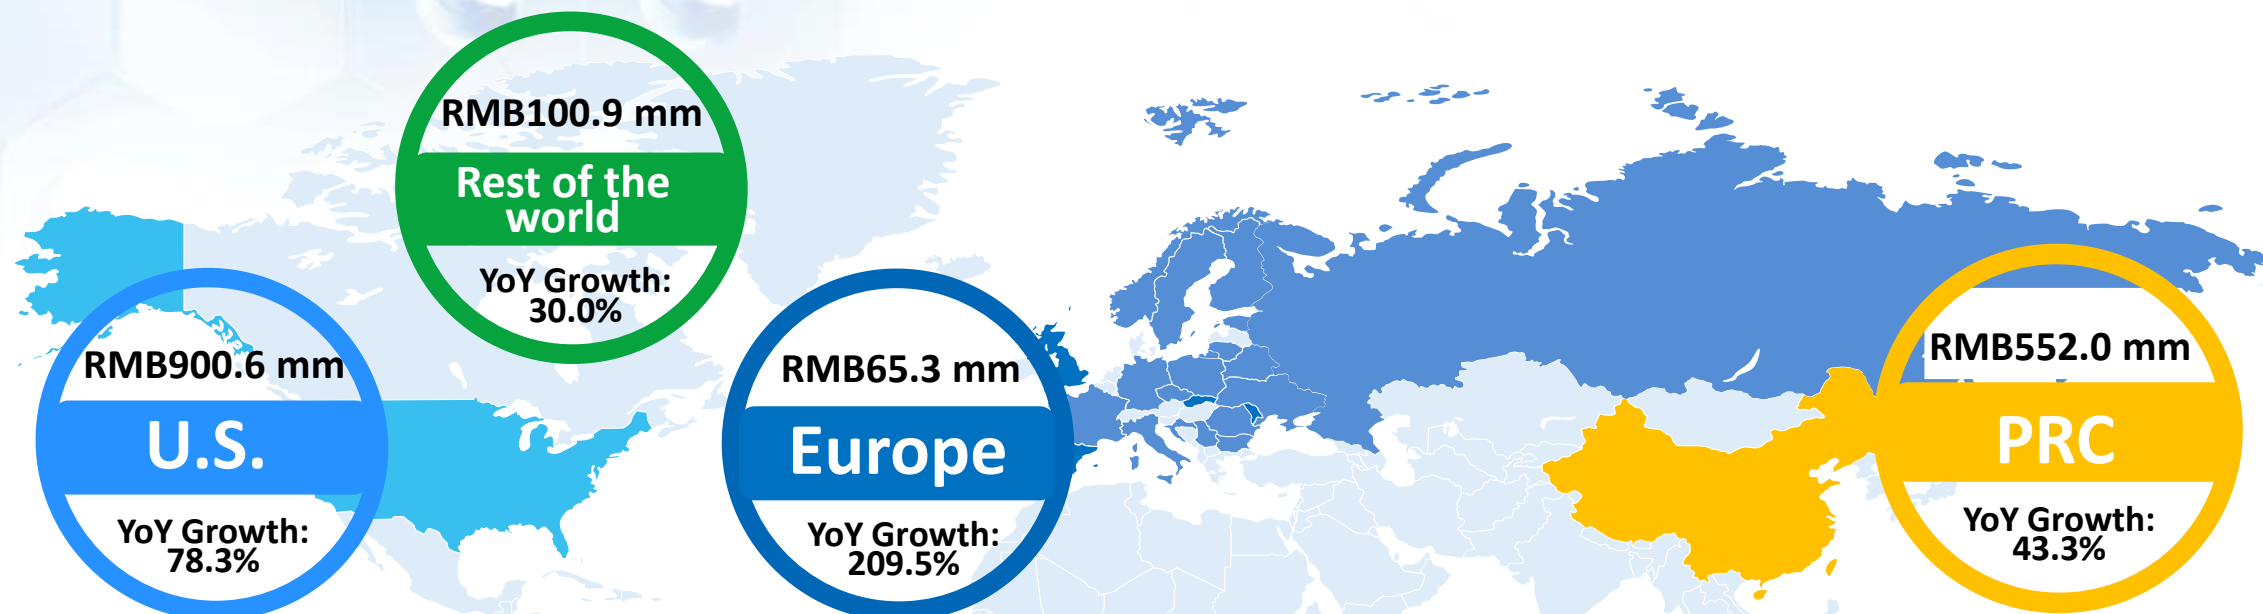 RMB100.9 mm
Rest of the
world
YoY Growth:
30.0%
RMB900.6 mm
U.S.
YoY Growth:
78.3%
RMB65.3 mm
Europe
YoY Growth:
209.5%
RMB552.0 mm
PRC
YoY Growth:
43.3%